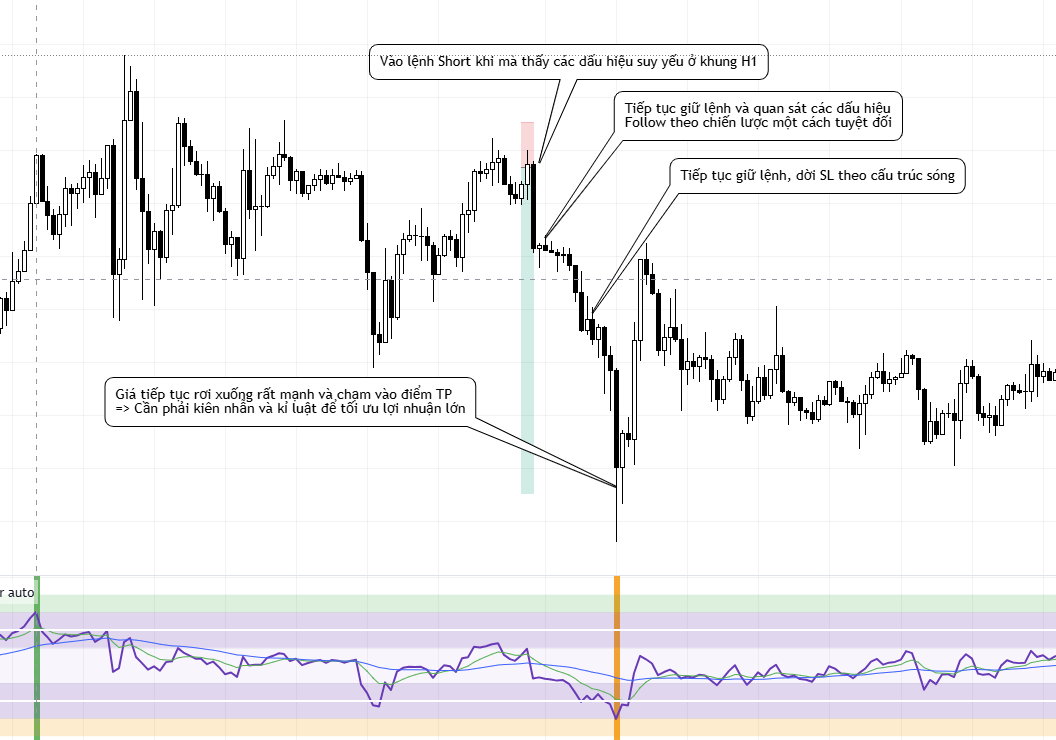 Vào lệnh Short khi mà thấy các dấu hiệu suy yếu ở khung H1
Tiếp tục giữ lệnh và quan sát các dấu hiệu
Follow theo chiến lược một cách tuyệt đối
Tiếp tục giữ lệnh, dời SL theo cấu trúc sóng
Giá tiếp tục rơi xuống rất mạnh và chạm vào điểm TP
=> Cần phải kiên nhẫn và kỉ luật để tối ưu lợi nhuận lớn
r auto